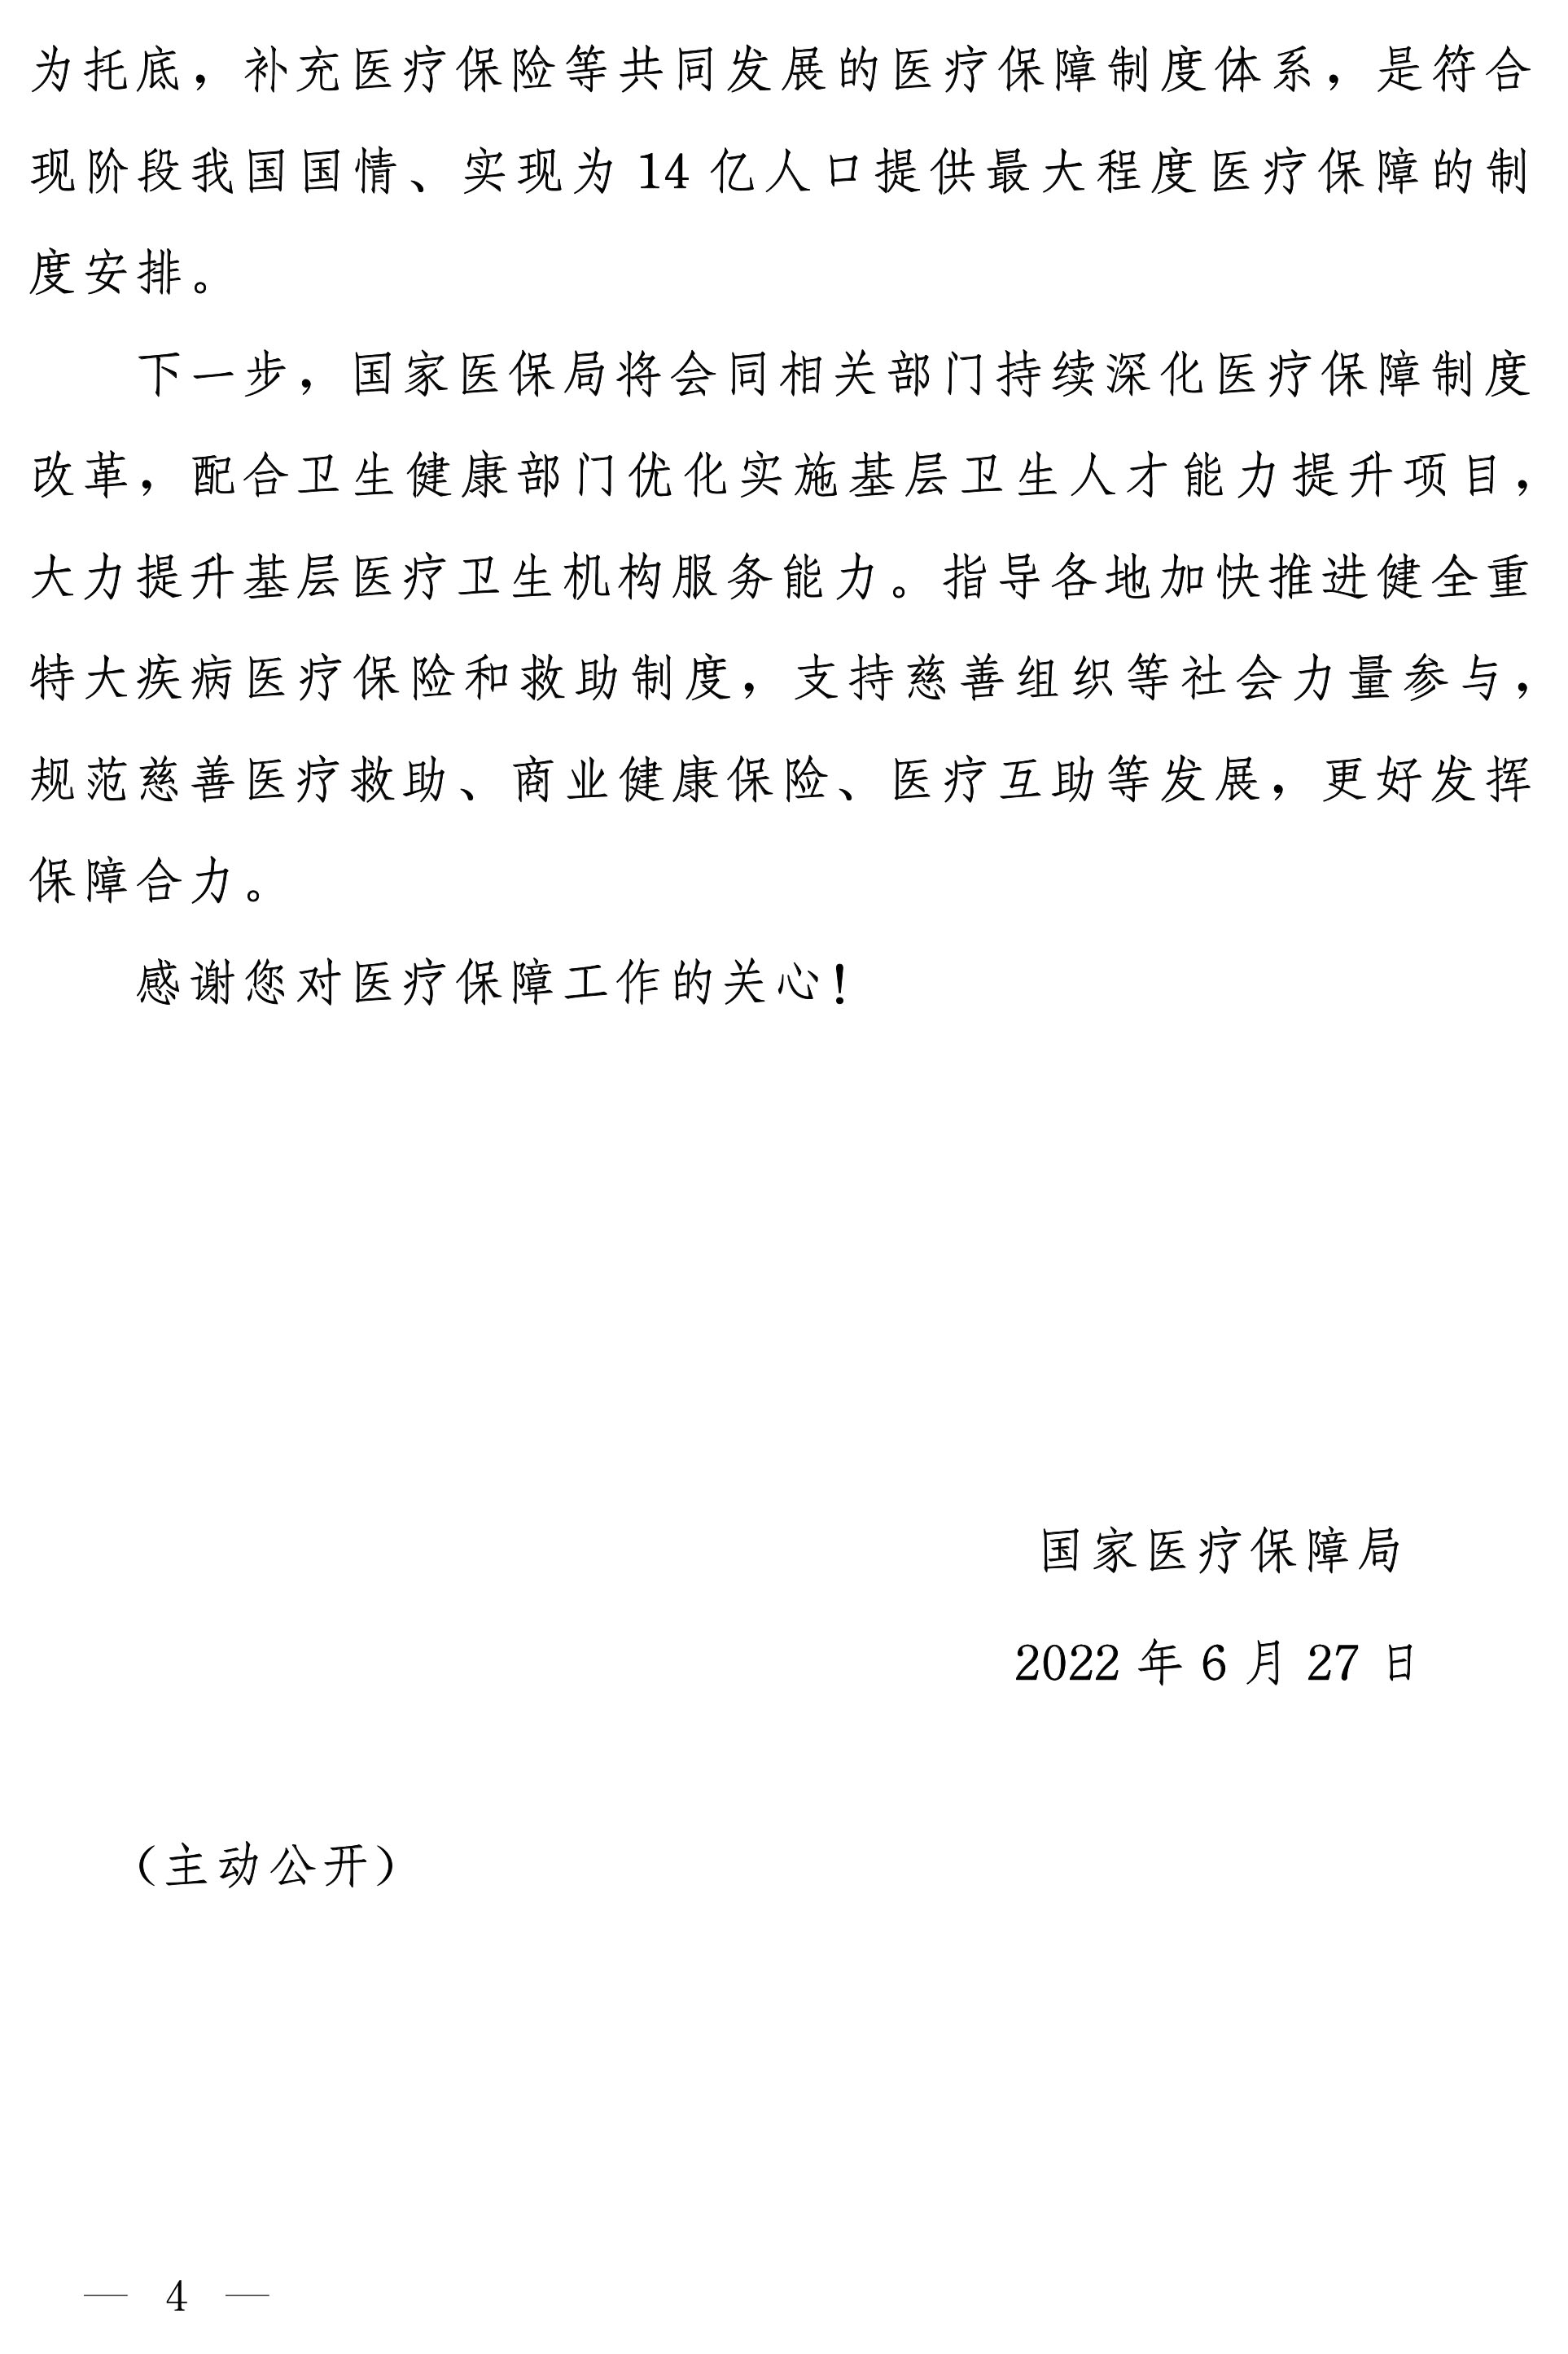 为托底，补充医疗保险等共同发展的医疗保障制度体系，是符合
现阶段我国国情、实现为 14 亿人口提供最大程度医疗保障的制
度安排。
下一步，国家医保局将会同相关部门持续深化医疗保障制度
改革，配合卫生健康部门优化实施基层卫生人才能力提升项目，
大力提升基层医疗卫生机构服务能力。指导各地加快推进健全重
特大疾病医疗保险和救助制度，支持慈善组织等社会力量参与，
规范慈善医疗救助、商业健康保险、医疗互助等发展，更好发挥
保障合力。
感谢您对医疗保障工作的关心！
国家医疗保障局
2022 年 6 月 27 日
（主动公开）
— 4 —